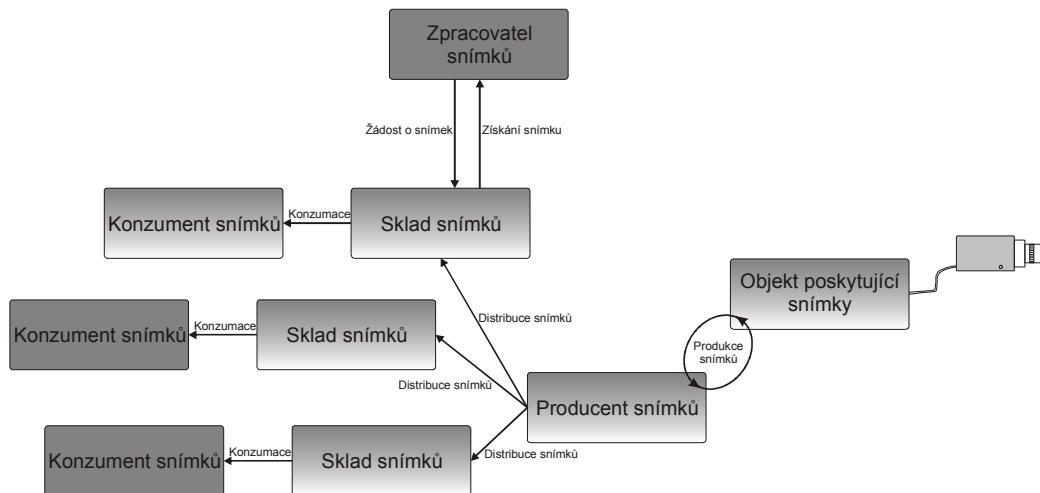 Zpracovatel
snímků
Žádost o snímek
Získání snímku
Konzument snímků
Konzumace
Sklad snímků
Objekt poskytující
snímky
Distribuce snímků
Konzument snímků
Konzumace
Sklad snímků
Produkce
snímků
Distribuce snímků
Producent snímků
Konzument snímků
Konzumace
Sklad snímků
Distribuce snímků